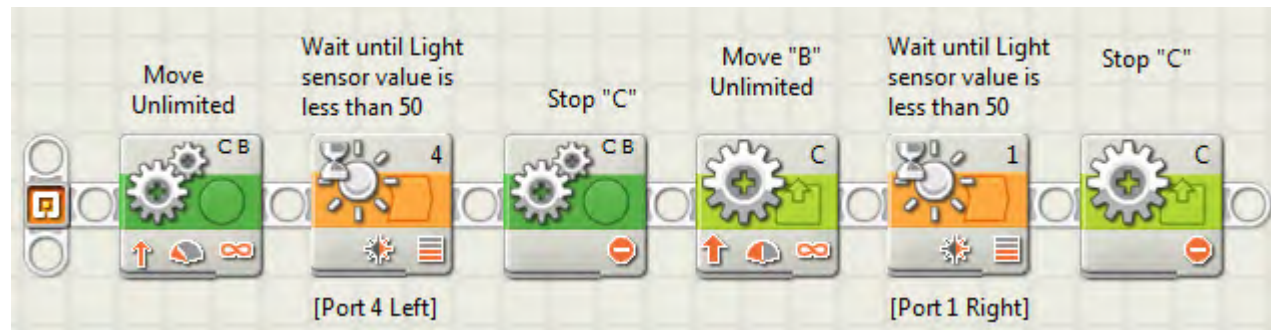 Move
Unlimited
Wait until Light
sensor value is
less than 50
Stop "C"
Move "B"
Unlimited
Wait until Light
sensor value is
less than 50
Stop "C"
C B
4
C B
C
1
C
[Port 4 Left]
[Port 1 Right]